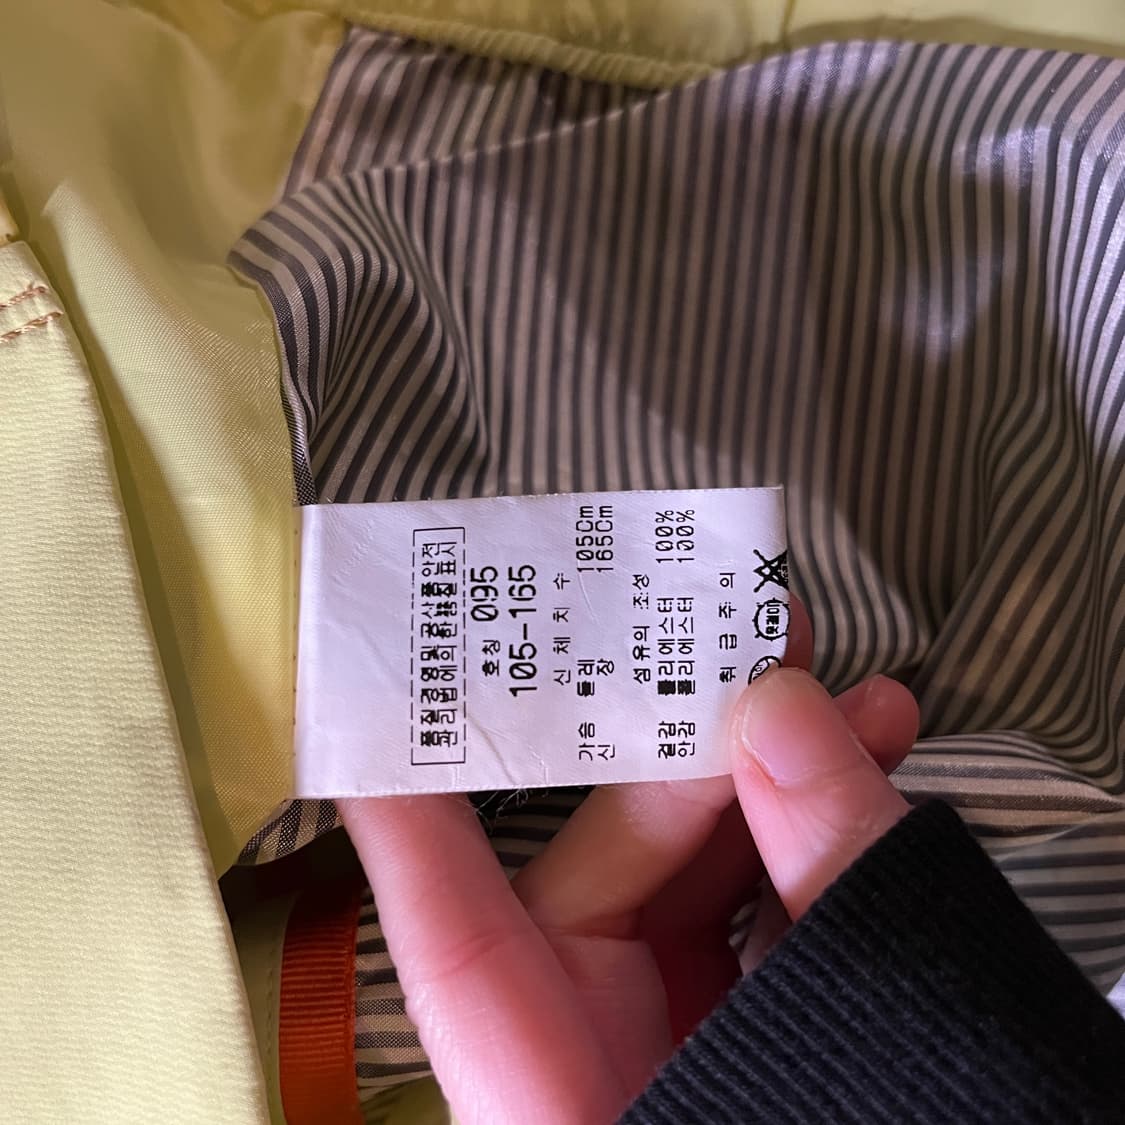 품질경영및공산품안전
관리법에의한품질표시
호칭 095
105-165
신 체 치 수
가슴 둘레 105Cm
신 장 165Cm
섬유의 조성
겉감 폴리에스터 100%
안감 폴리에스터 100%
취 급 주 의